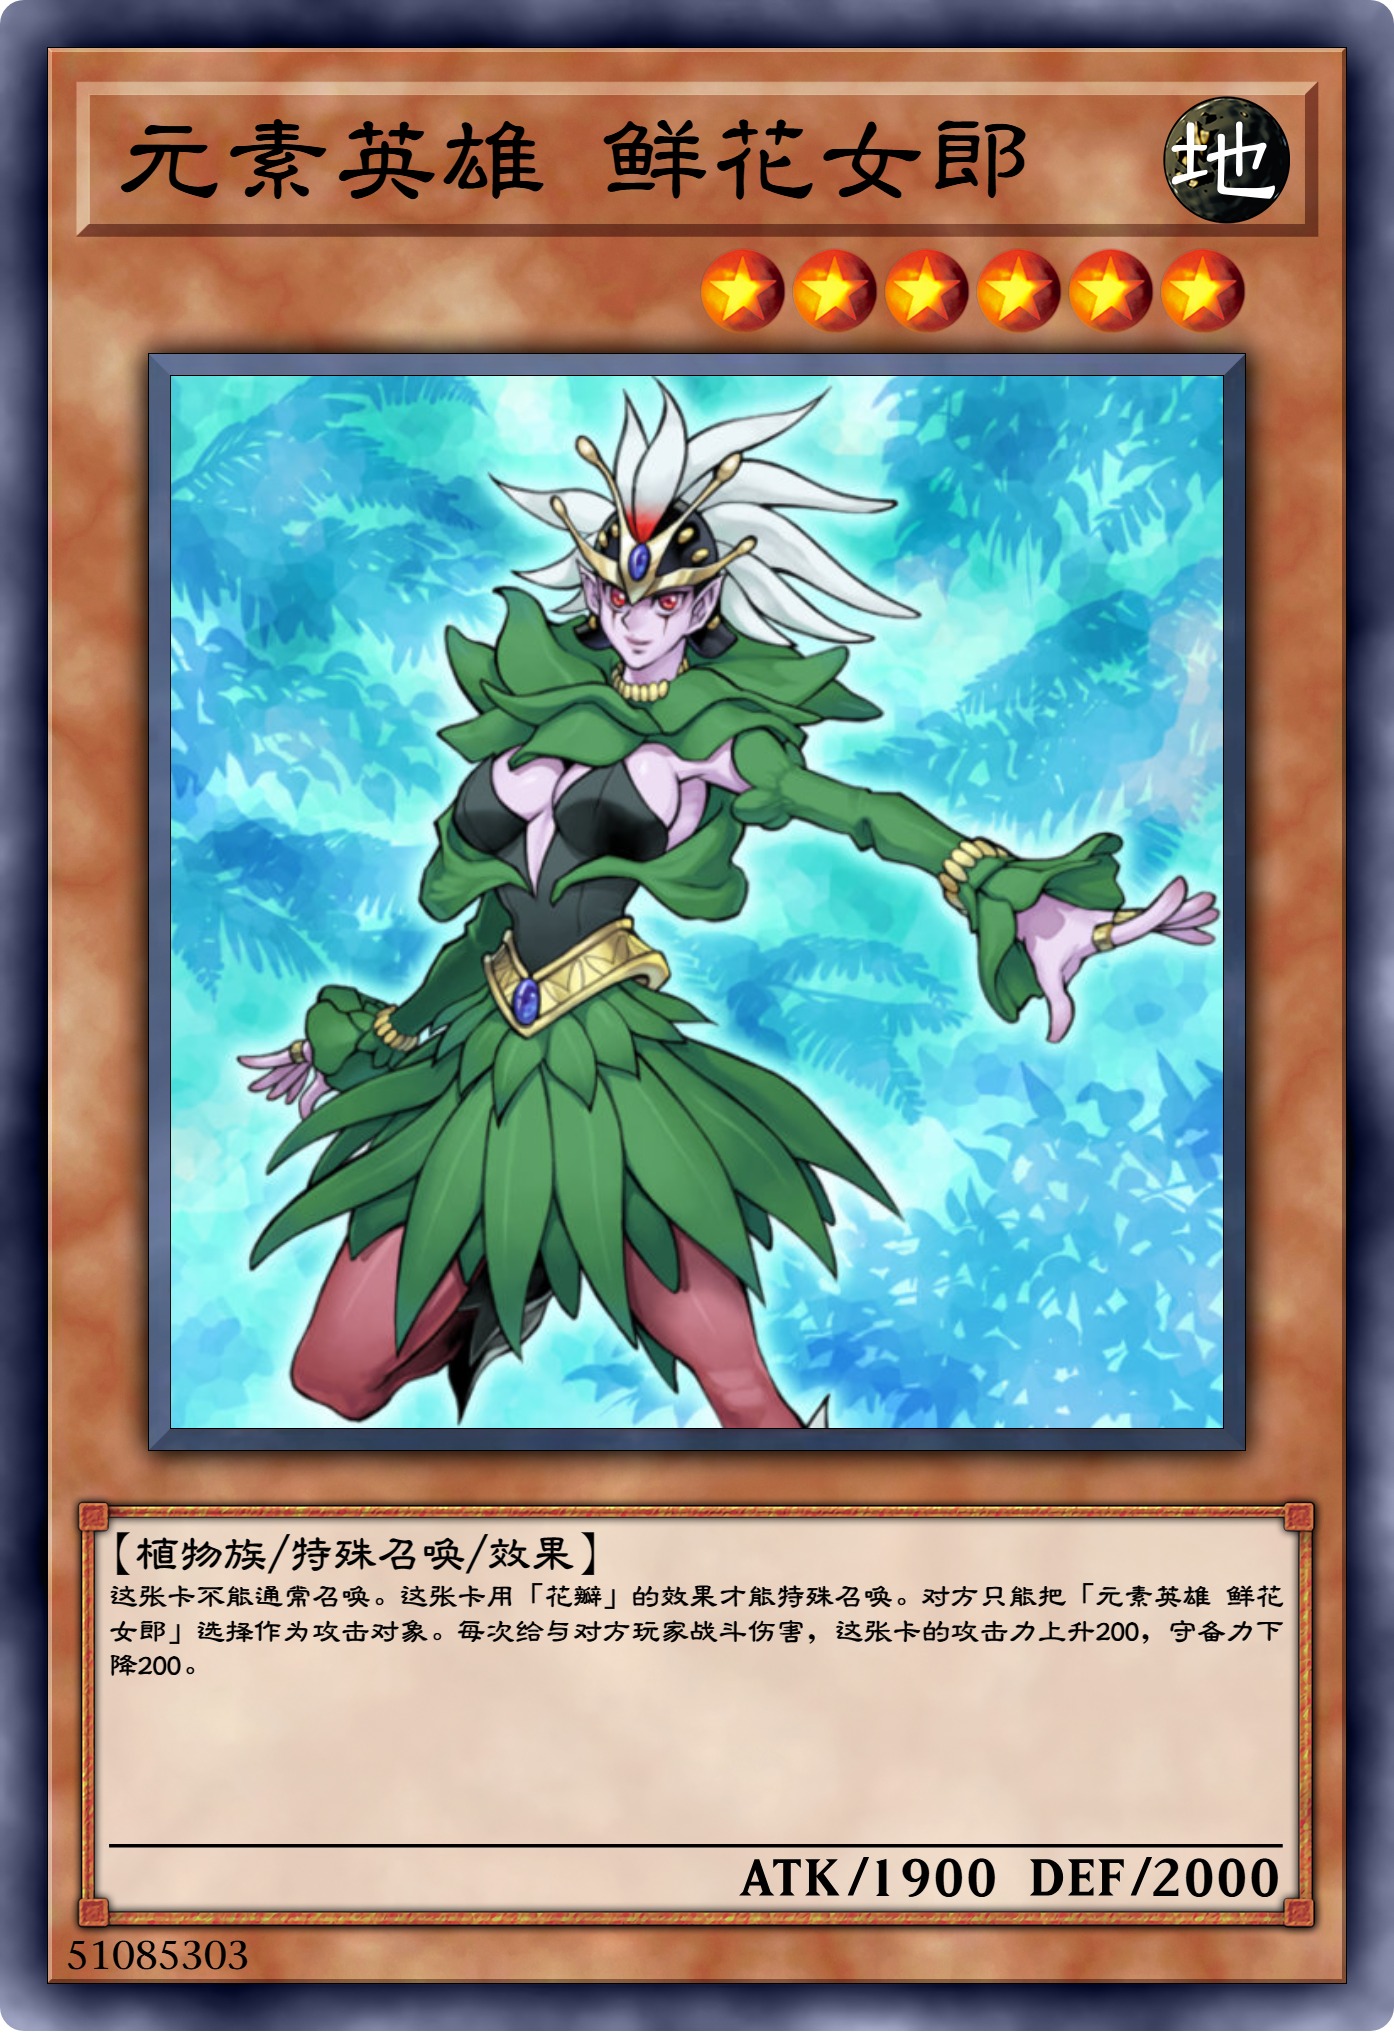 元素英雄 鲜花女郎
地
【植物族/特殊召唤/效果】
这张卡不能通常召唤。这张卡用「花瓣」的效果才能特殊召唤。对方只能把「元素英雄 鲜花
女郎」选择作为攻击对象。每次给与对方玩家战斗伤害，这张卡的攻击力上升200，守备力下
降200。
ATK/1900 DEF/2000
51085303